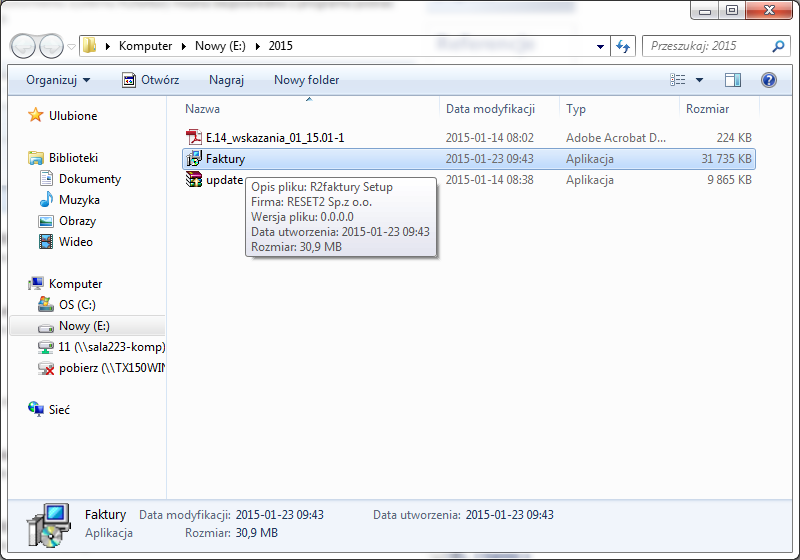 Komputer Nowy (E:) 2015
Przeszukaj: 2015
Organizuj Otwórz Nagraj Nowy folder
Nazwa Data modyfikacji Typ Rozmiar
Ulubione
Biblioteki
Dokumenty
Muzyka
Obrazy
Wideo
Komputer
OS (C:)
Nowy (E:)
11 (\\sala223-komp)
pobierz (\\TX150WIN
Sieć
E.14_wskazania_01_15.01-1 2015-01-14 08:02 Adobe Acrobat D... 224 KB
Faktury 2015-01-23 09:43 Aplikacja 31 735 KB
update 2015-01-14 08:38 Aplikacja 9 865 KB
Opis pliku: R2faktury Setup
Firma: RESET2 Sp.z o.o.
Wersja pliku: 0.0.0.0
Data utworzenia: 2015-01-23 09:43
Rozmiar: 30,9 MB
Faktury Data modyfikacji: 2015-01-23 09:43 Data utworzenia: 2015-01-23 09:43
Aplikacja Rozmiar: 30,9 MB